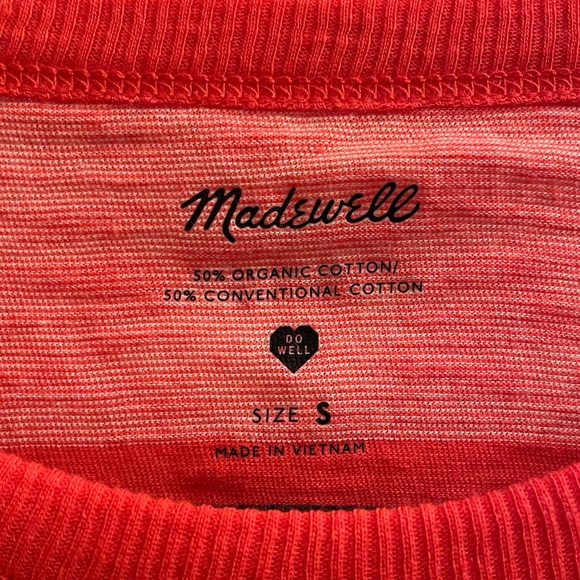 Madewell
50% ORGANIC COTTON/
50% CONVENTIONAL COTTON
DO
WELL
SIZE S
MADE IN VIETNAM